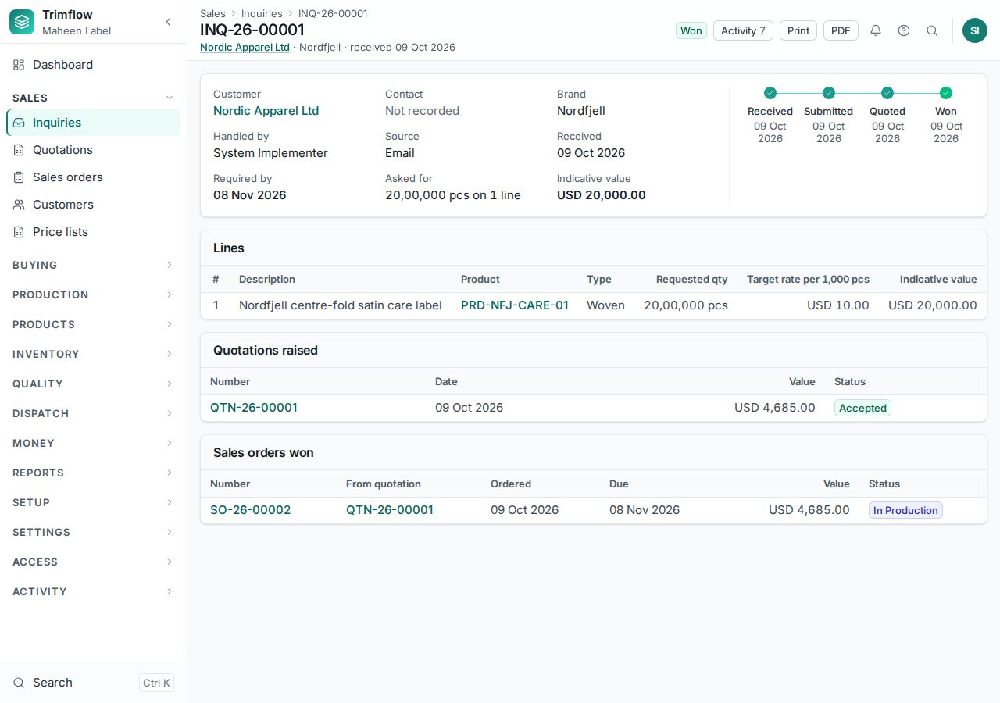 Trimflow
Maheen Label
Dashboard
SALES
Inquiries
Quotations
Sales orders
Customers
Price lists
BUYING
PRODUCTION
PRODUCTS
INVENTORY
QUALITY
DISPATCH
MONEY
REPORTS
SETUP
SETTINGS
ACCESS
ACTIVITY
Search Ctrl K
Sales Inquiries INQ-26-00001
INQ-26-00001
Nordic Apparel Ltd · Nordfjell · received 09 Oct 2026
Won Activity 7 Print PDF SI
Customer Contact Brand
Nordic Apparel Ltd Not recorded Nordfjell
Handled by Source Received
System Implementer Email 09 Oct 2026
Required by Asked for Indicative value
08 Nov 2026 20,00,000 pcs on 1 line USD 20,000.00
Received Submitted Quoted Won
09 Oct 09 Oct 09 Oct 09 Oct
2026 2026 2026 2026
Lines
# Description Product Type Requested qty Target rate per 1,000 pcs Indicative value
1 Nordfjell centre-fold satin care label PRD-NFJ-CARE-01 Woven 20,00,000 pcs USD 10.00 USD 20,000.00
Quotations raised
Number Date Value Status
QTN-26-00001 09 Oct 2026 USD 4,685.00 Accepted
Sales orders won
Number From quotation Ordered Due Value Status
SO-26-00002 QTN-26-00001 09 Oct 2026 08 Nov 2026 USD 4,685.00 In Production